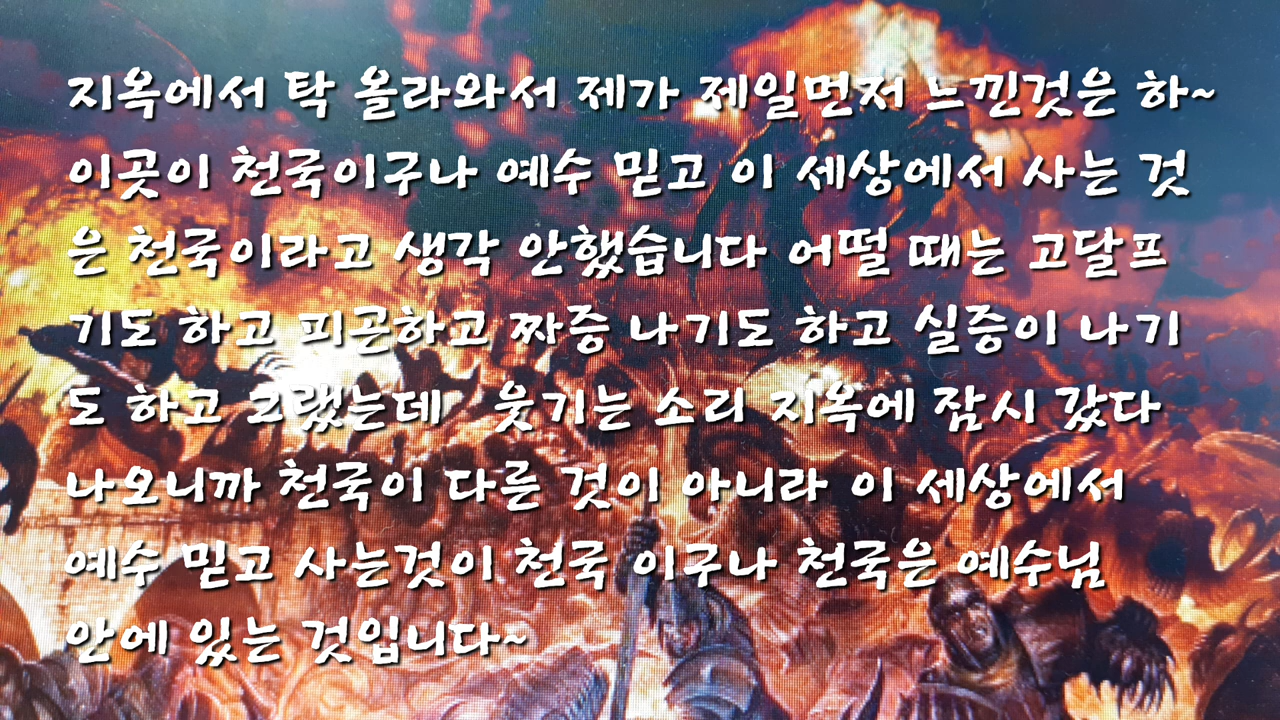 지옥에서 탁 올라와서 제가 제일먼저 느낀것은 하~
이곳이 천국이구나 예수 믿고 이 세상에서 사는 것
은 천국이라고 생각 안했습니다 어떨 때는 고달프
기도 하고 피곤하고 짜증 나기도 하고 실증이 나기
도 하고 그랬는데 웃기는 소리 지옥에 잠시 갔다
나오니까 천국이 다른 것이 아니라 이 세상에서
예수 믿고 사는것이 천국 이구나 천국은 예수님
안에 있는 것입니다~